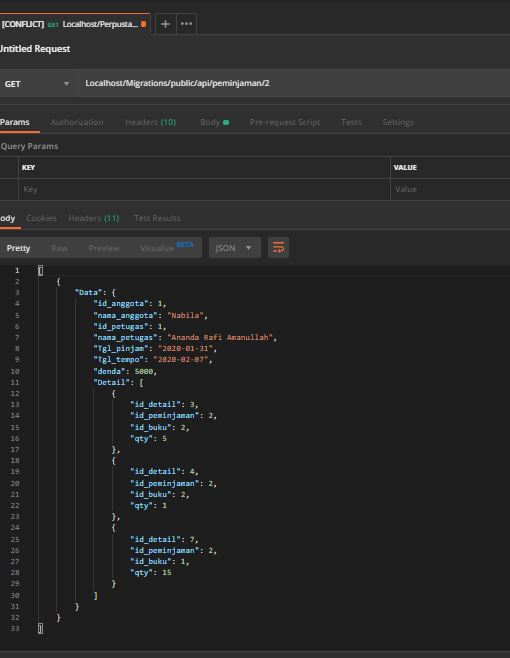 [CONFLICT] GET Localhost/Perpusta...
Untitled Request
GET Localhost/Migrations/public/api/peminjaman/2
Params Authorization Headers (10) Body Pre-request Script Tests Settings
Query Params
KEY VALUE
Key Value
ody Cookies Headers (11) Test Results
Pretty Raw Preview Visualize BETA JSON
1 [
2 {
3 "Data": {
4 "id_anggota": 1,
5 "nama_anggota": "Nabila",
6 "id_petugas": 1,
7 "nama_petugas": "Ananda Rafi Amanullah",
8 "Tgl_pinjam": "2020-01-31",
9 "Tgl_tempo": "2020-02-07",
10 "denda": 5000,
11 "Detail": [
12 {
13 "id_detail": 3,
14 "id_peminjaman": 2,
15 "id_buku": 2,
16 "qty": 5
17 },
18 {
19 "id_detail": 4,
20 "id_peminjaman": 2,
21 "id_buku": 2,
22 "qty": 1
23 },
24 {
25 "id_detail": 7,
26 "id_peminjaman": 2,
27 "id_buku": 1,
28 "qty": 15
29 }
30 ]
31 }
32 }
33 ]